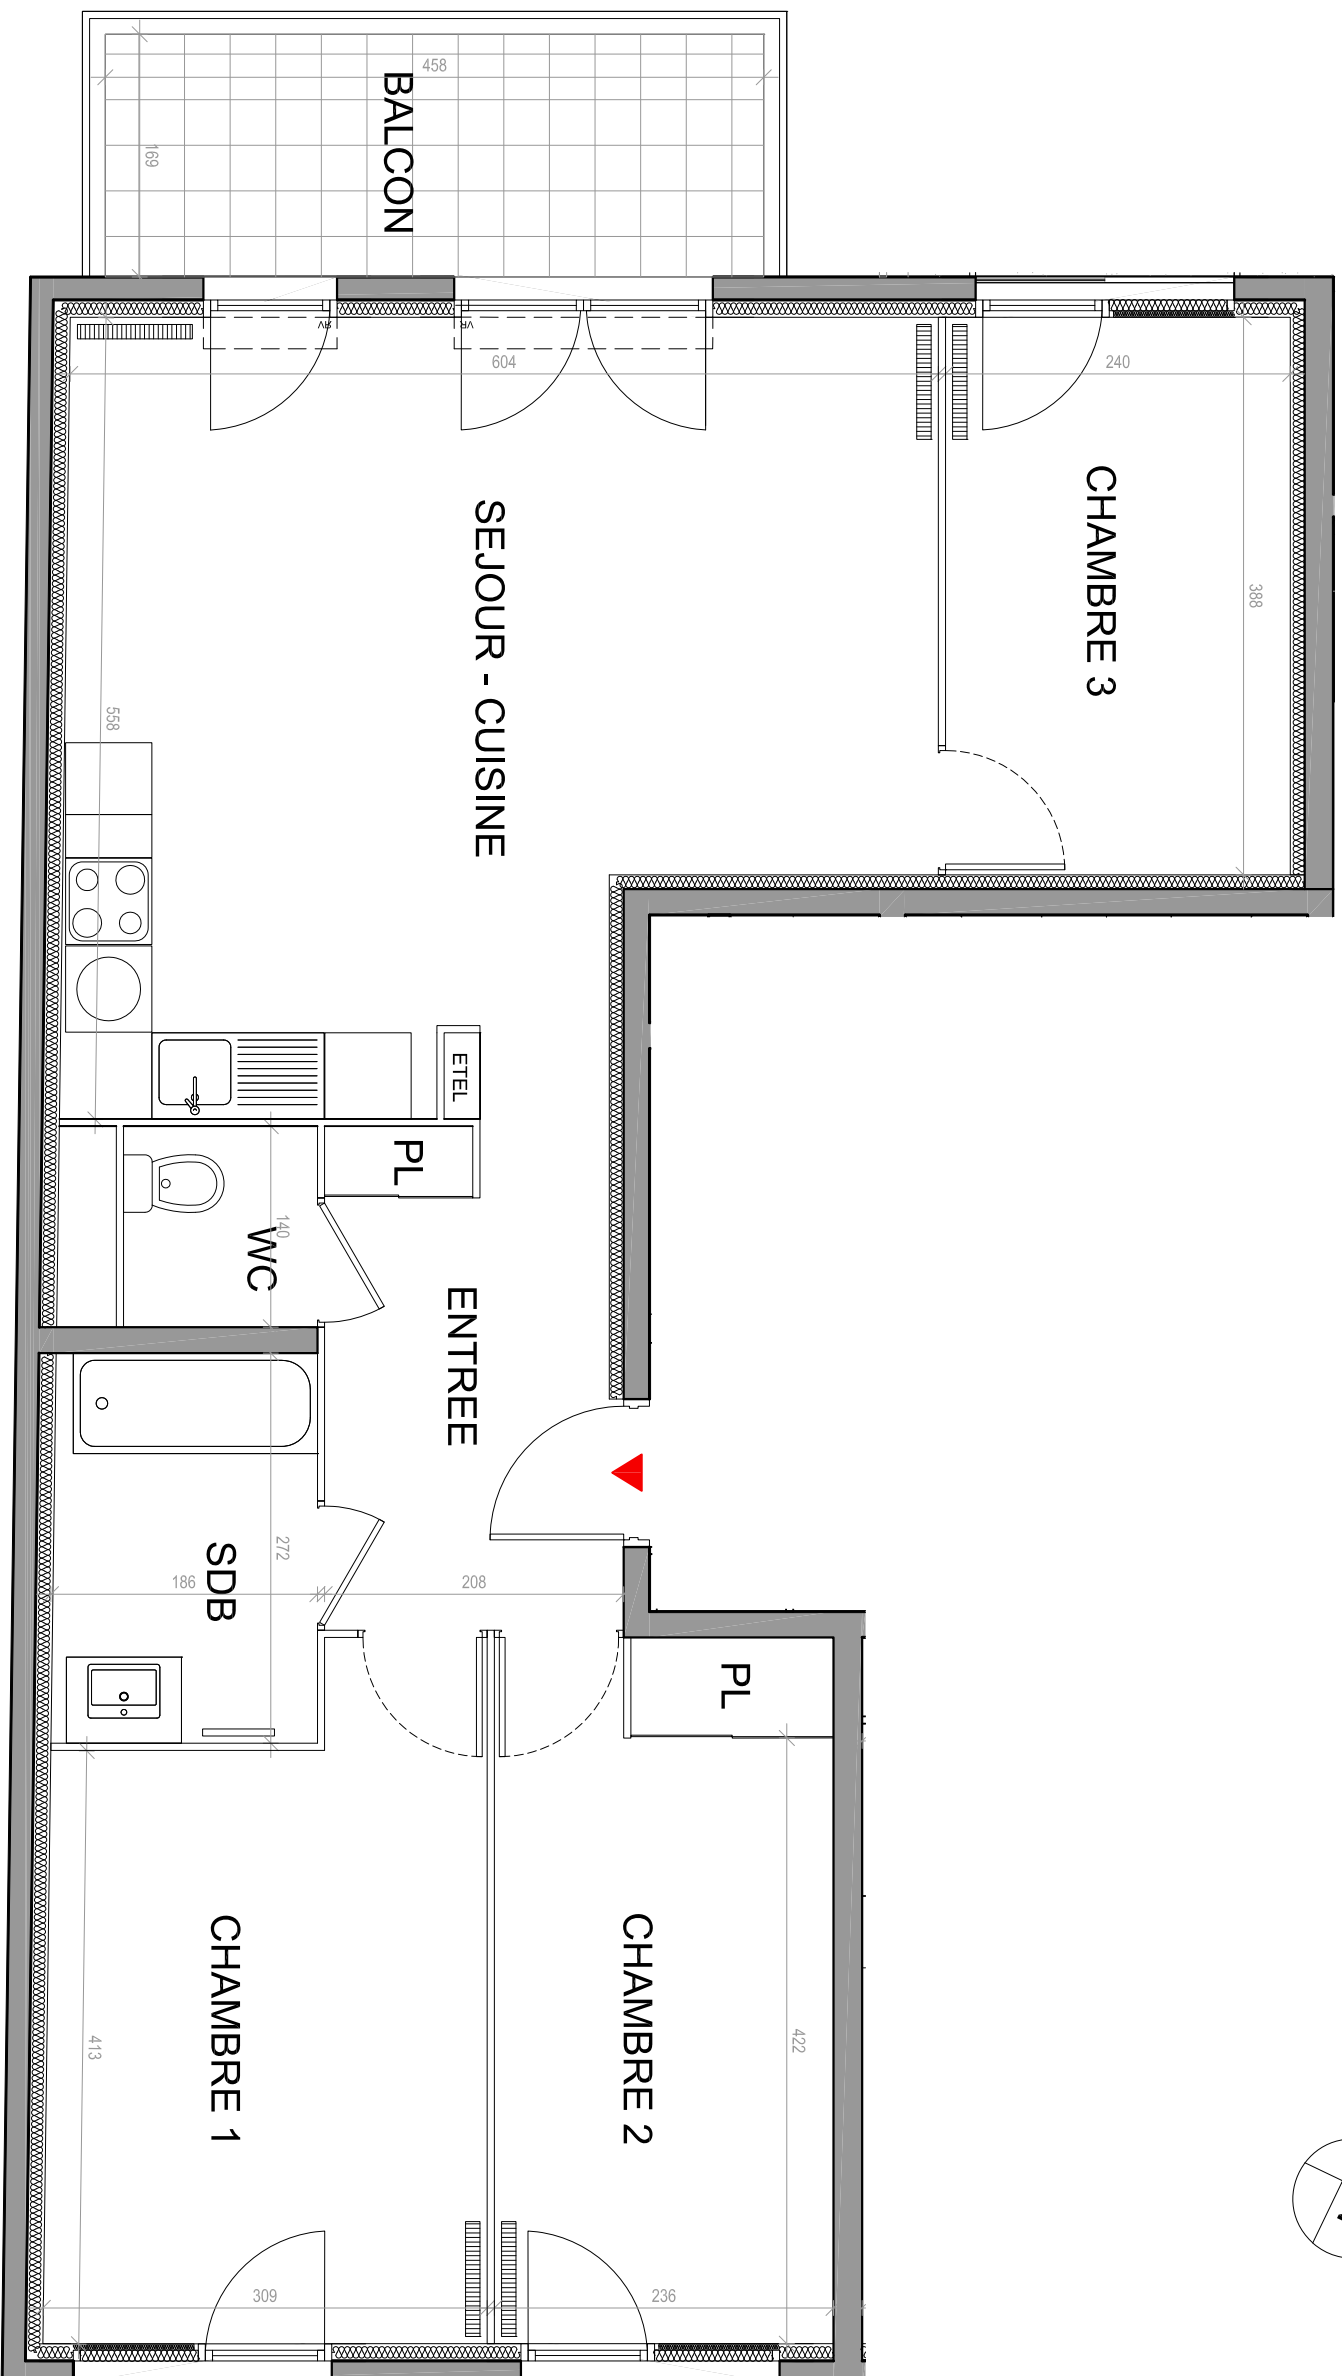 458
BALCON
169
VR
VR
604
240
CHAMBRE 3
388
SEJOUR - CUISINE
558
ETEL
PL
140
WC
ENTREE
272
SDB
186
208
PL
CHAMBRE 1
CHAMBRE 2
413
422
309
236